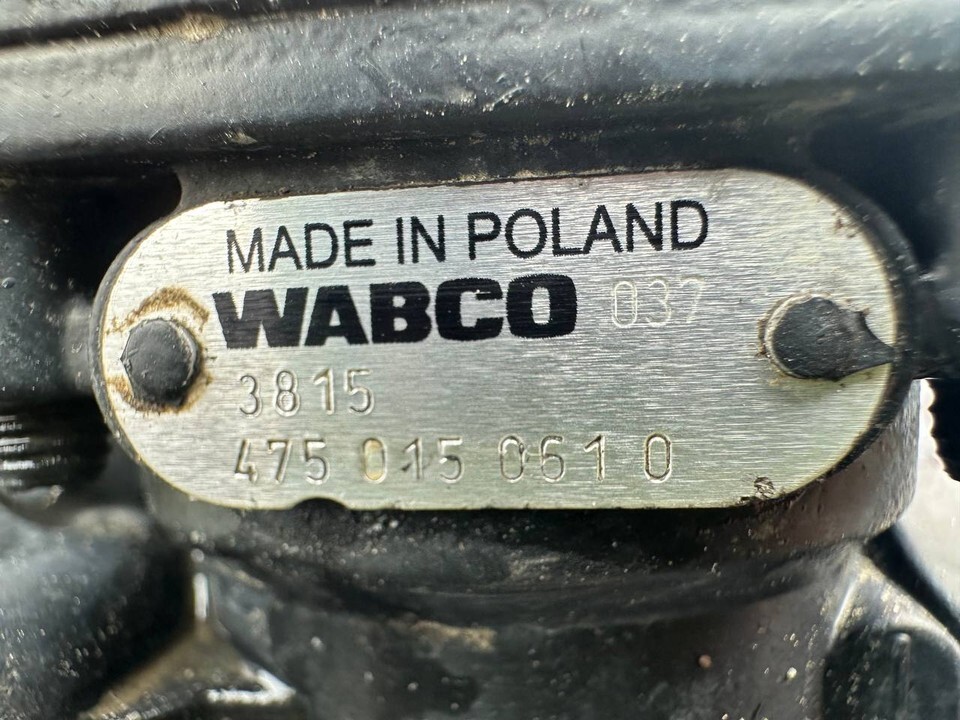 MADE IN POLAND
WABCO 037
3815
475 015 061 0